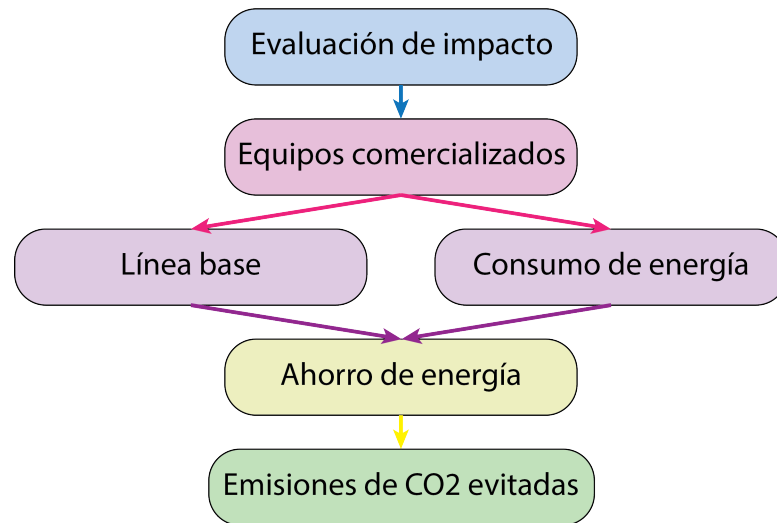 Evaluación de impacto
Equipos comercializados
Línea base
Consumo de energía
Ahorro de energía
Emisiones de CO2 evitadas